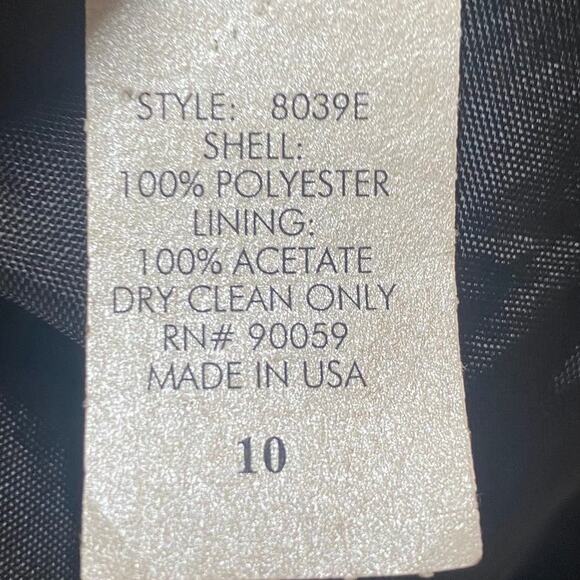 STYLE: 8039E
SHELL:
100% POLYESTER
LINING:
100% ACETATE
DRY CLEAN ONLY
RN# 90059
MADE IN USA
10